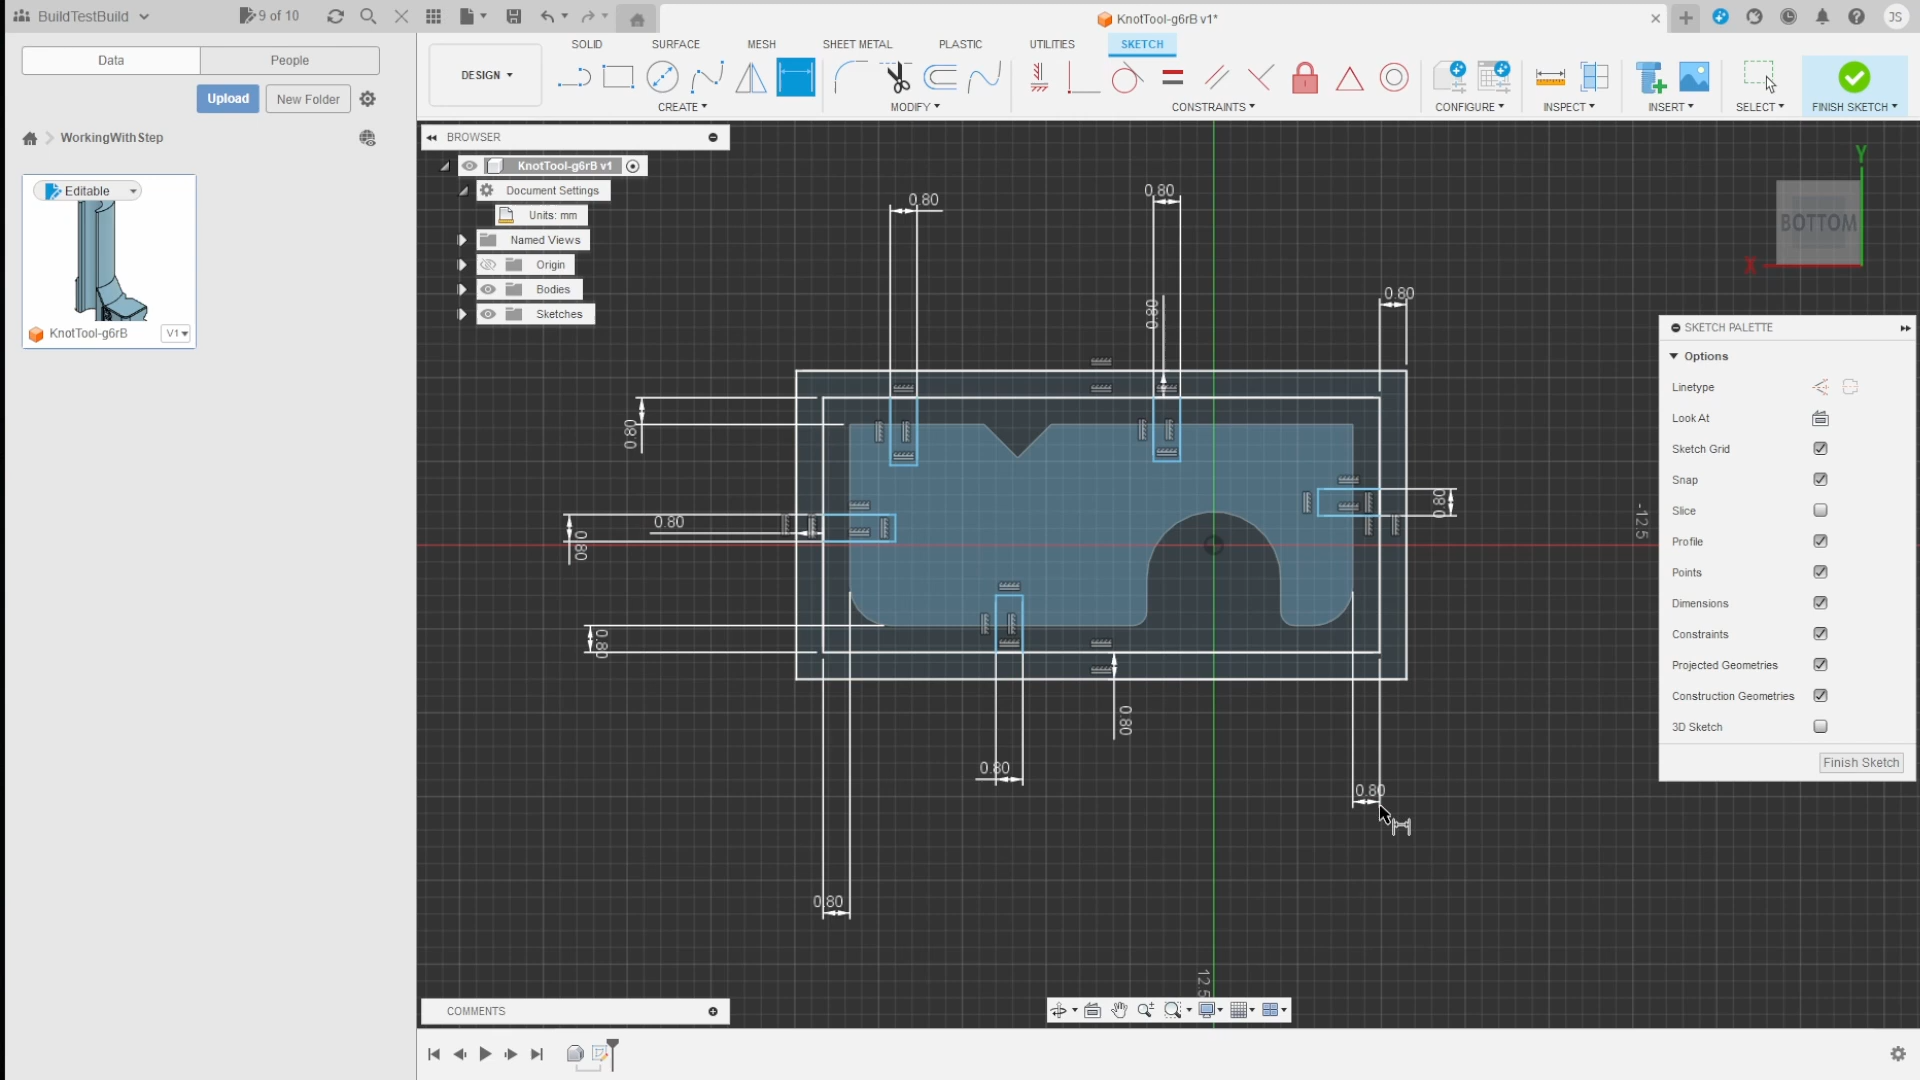 BuildTestBuild
9 of 10
KnotTool-g6rB v1*
JS
Data
People
Upload
New Folder
WorkingWithStep
Editable
KnotTool-g6rB
V1
DESIGN
SOLID
SURFACE
MESH
SHEET METAL
PLASTIC
UTILITIES
SKETCH
CREATE
MODIFY
CONSTRAINTS
CONFIGURE
INSPECT
INSERT
SELECT
FINISH SKETCH
BROWSER
KnotTool-g6rB v1
Document Settings
Units: mm
Named Views
Origin
Bodies
Sketches
0.80
0.80
0.80
0.80
0.80
0.80
0.80
0.80
0.80
0.80
0.80
0.80
0.80
0.80
-12.5
12.5
Y
X
BOTTOM
SKETCH PALETTE
Options
Linetype
Look At
Sketch Grid
Snap
Slice
Profile
Points
Dimensions
Constraints
Projected Geometries
Construction Geometries
3D Sketch
Finish Sketch
COMMENTS